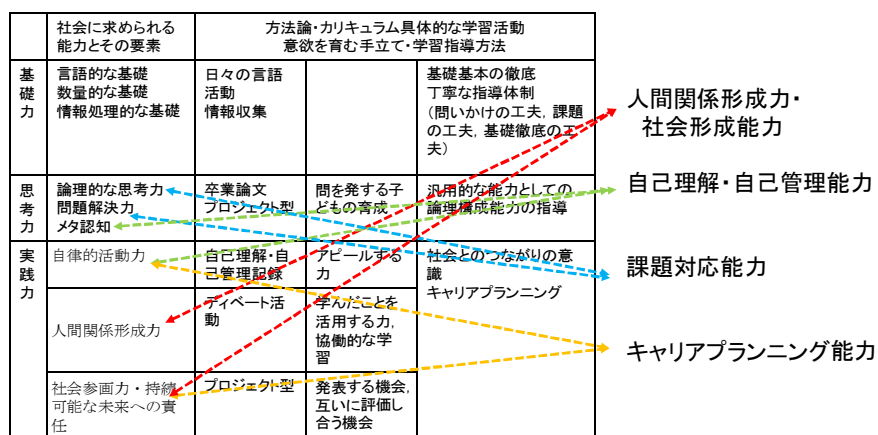 社会に求められる
能力とその要素
方法論・カリキュラム具体的な学習活動
意欲を育む手立て・学習指導方法
基
礎
力
言語的な基礎
数量的な基礎
情報処理的な基礎
日々の言語
活動
情報収集
基礎基本の徹底
丁寧な指導体制
(問いかけの工夫, 課題
の工夫, 基礎徹底の工
夫)
思
考
力
論理的な思考力
問題解決力
メタ認知
卒業論文
プロジェクト型
問を発する子
どもの育成
汎用的な能力としての
論理構成能力の指導
実
践
力
自律的活動力
自己理解・自
己管理記録
アピールする
力
社会とのつながりの意
識
キャリアプランニング
人間関係形成力
ディベート活
動
学んだことを
活用する力,
協働的な学
習
社会参画力・持続
可能な未来への責
任
プロジェクト型
発表する機会,
互いに評価し
合う機会
人間関係形成力・
社会形成能力
自己理解・自己管理能力
課題対応能力
キャリアプランニング能力